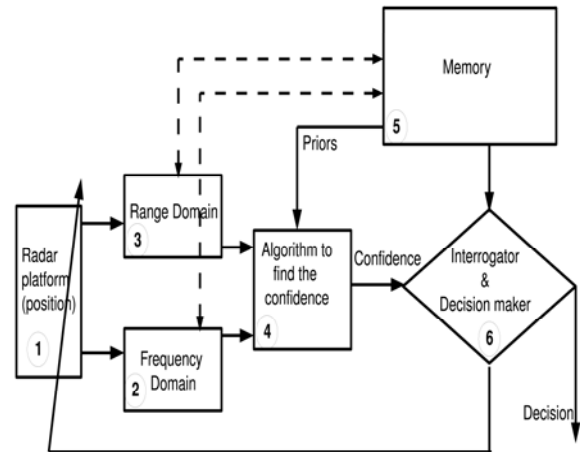 Memory
5
Priors
Range Domain
3
Radar
platform
(position)
1
Algorithm to
find the
confidence
4
Confidence
Interrogator
&
Decision maker
6
Frequency
Domain
2
Decision